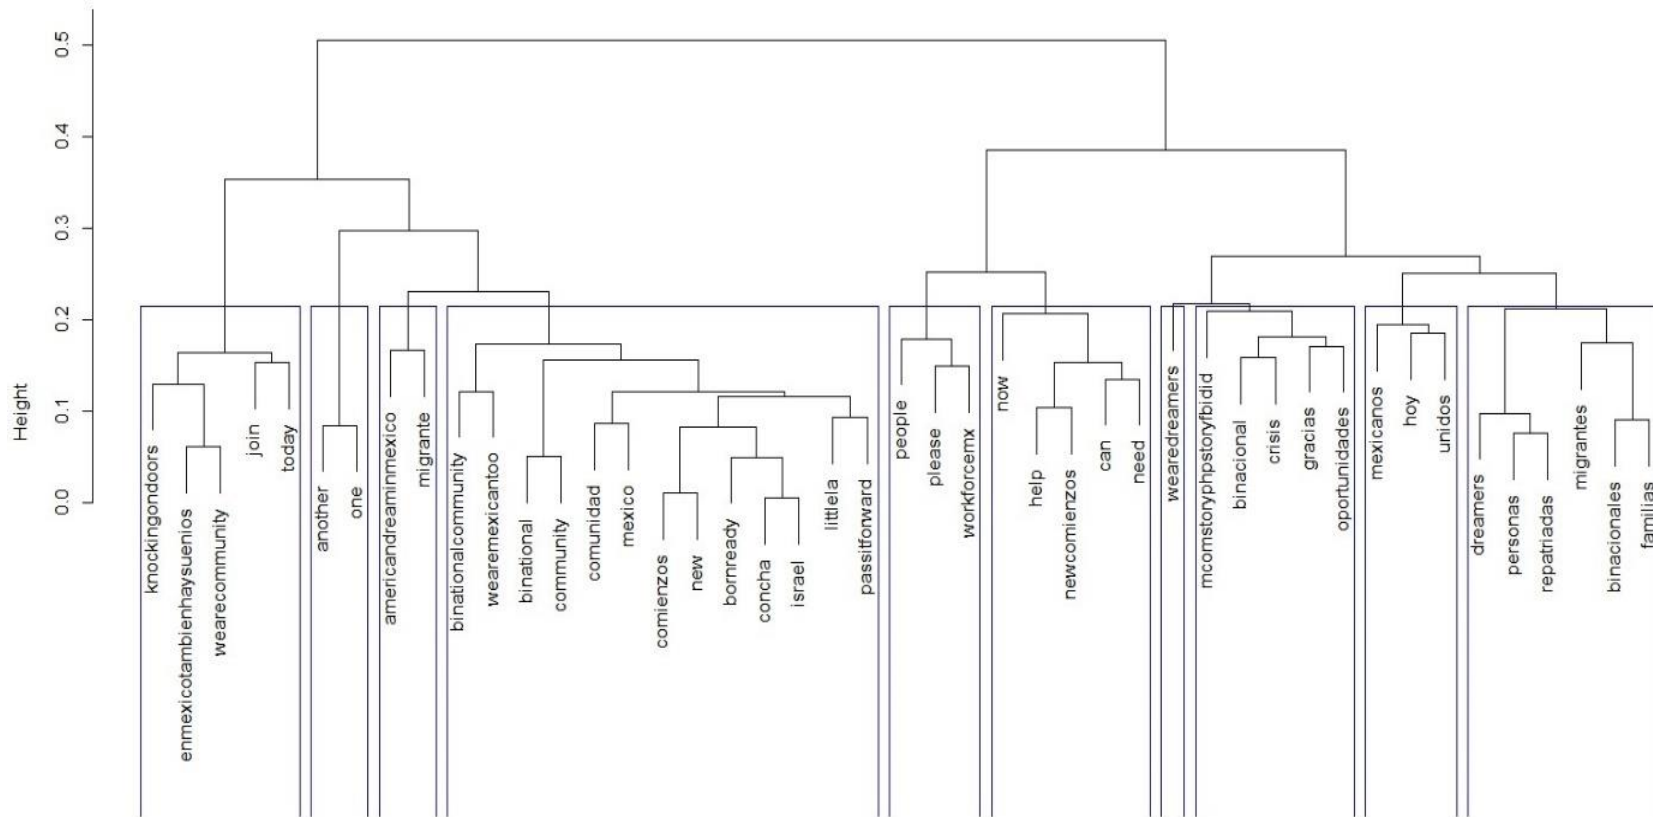 Height
0.0
0.1
0.2
0.3
0.4
0.5
knockingondors
enmexicotambienhaysuenios
wearecommunity
join
today
another
one
americandreaminmexico
migrante
binationalcommunity
wearemexicantoo
binational
community
comunidad
mexico
comienzos
new
bornready
concha
israel
littlela
passitforward
people
please
workforcemx
now
help
newcomienzos
can
need
wearedreamers
mcomstoryphpstoryfbidid
binacional
crisis
gracias
oportunidades
mexicanos
hoy
unidos
dreamers
personas
repatriadas
migrantes
binacionales
familias